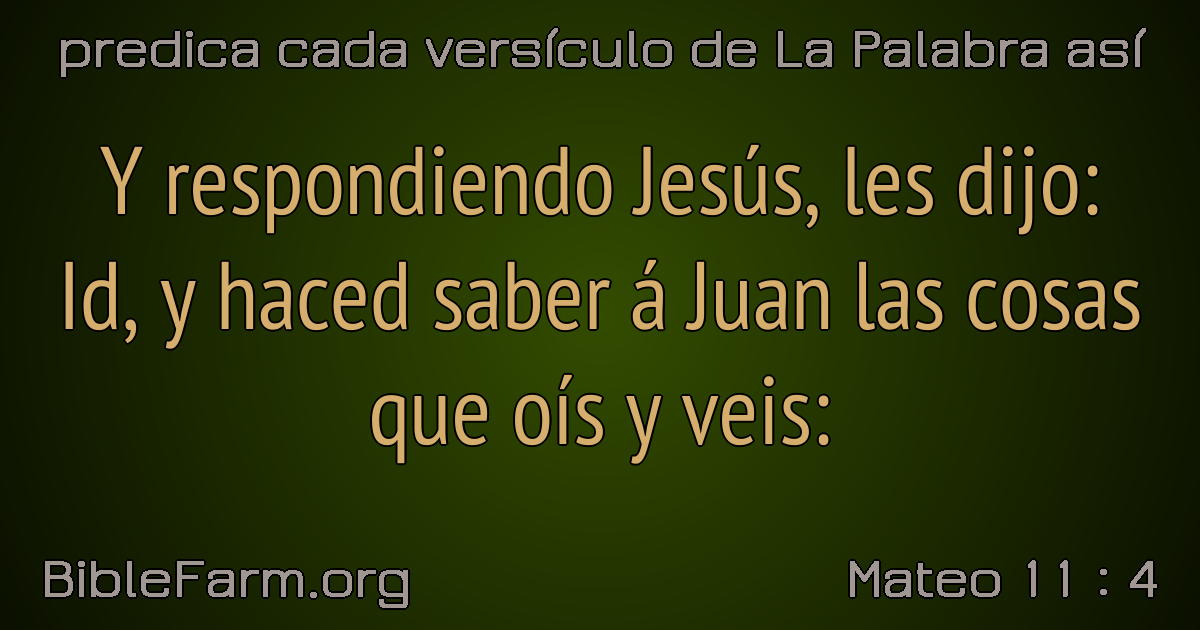 predica cada versículo de La Palabra así
Y respondiendo Jesús, les dijo:
Id, y haced saber á Juan las cosas
que oís y veis:
BibleFarm.org
Mateo 11 : 4